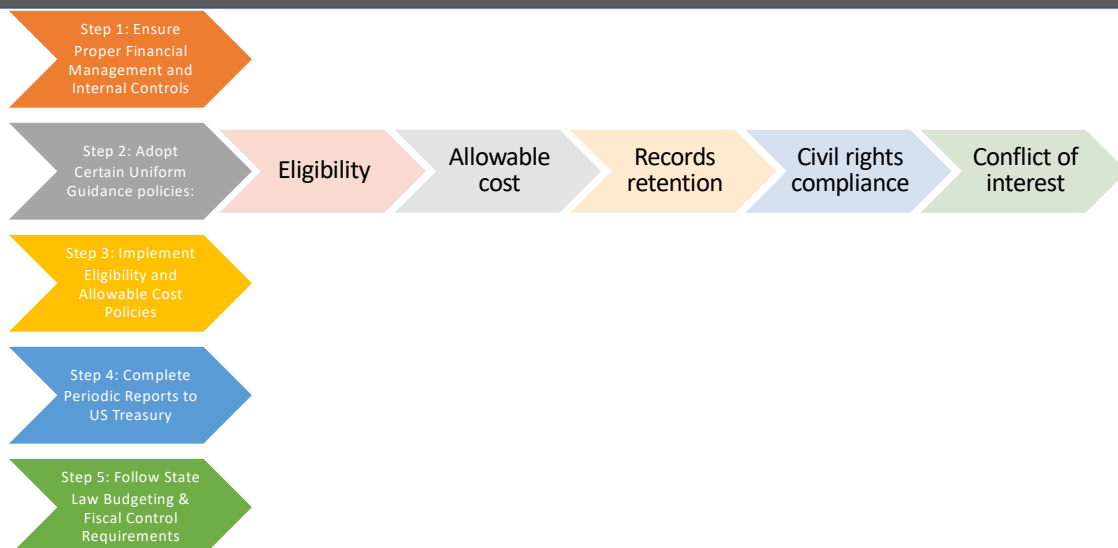 Step 1: Ensure
Proper Financial
Management and
Internal Controls
Step 2: Adopt
Certain Uniform
Guidance policies:
Eligibility
Allowable
cost
Records
retention
Civil rights
compliance
Conflict of
interest
Step 3: Implement
Eligibility and
Allowable Cost
Policies
Step 4: Complete
Periodic Reports to
US Treasury
Step 5: Follow State
Law Budgeting &
Fiscal Control
Requirements